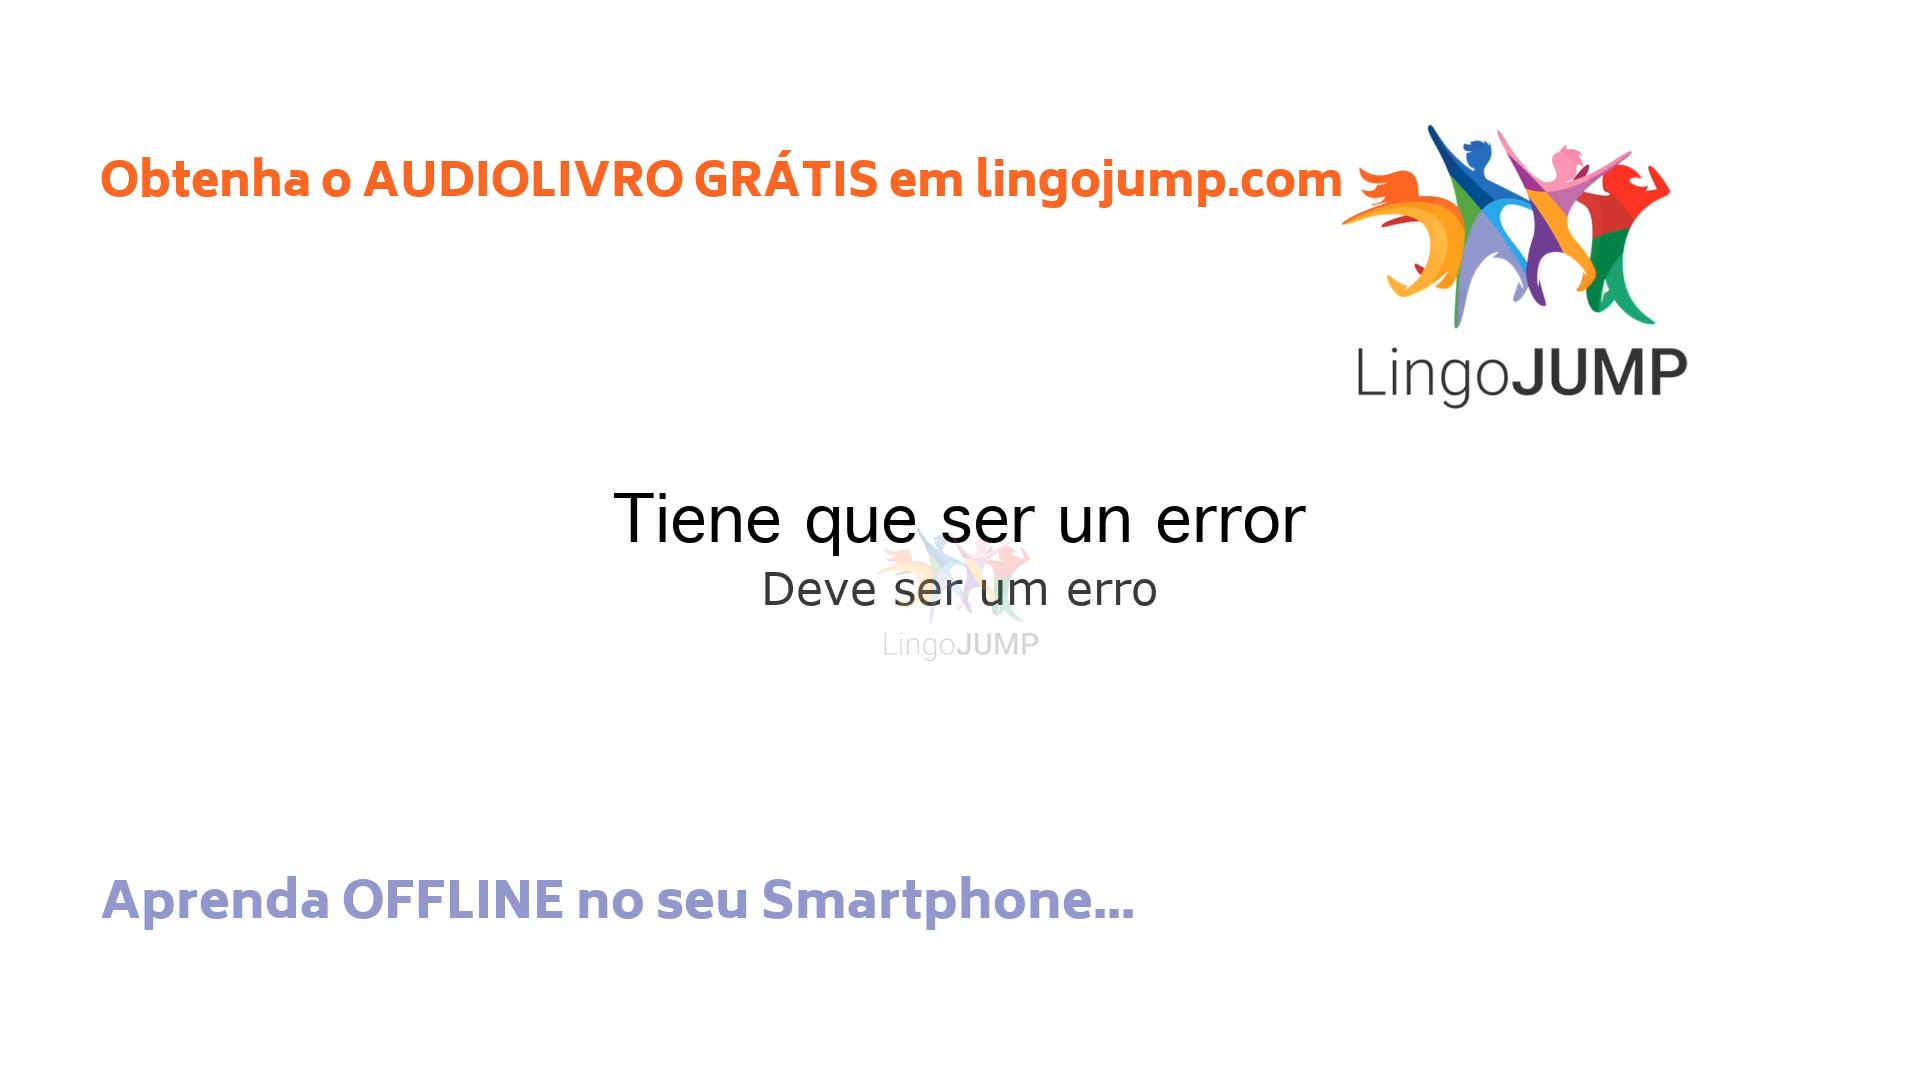 Obtenha o AUDIOLIVRO GRÁTIS em lingojump.com
LingoJUMP
Tiene que ser un error
Deve ser um erro
LingoJUMP
Aprenda OFFLINE no seu Smartphone...